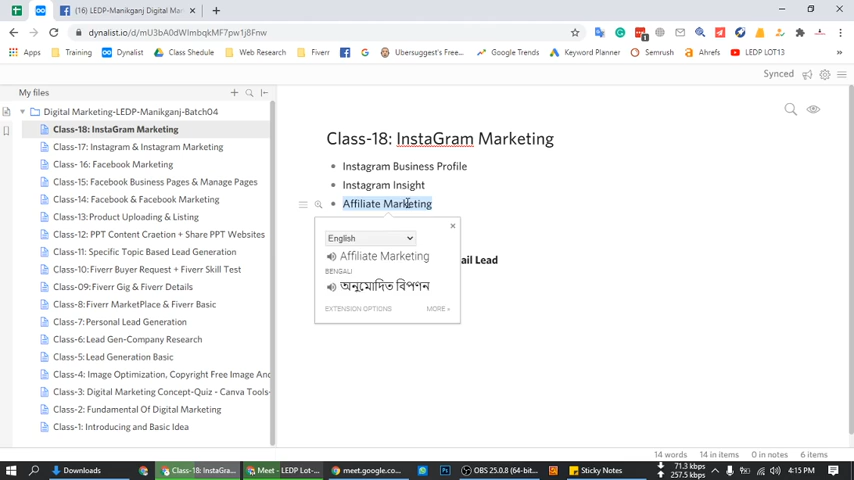 (16) LEDP-Manikganj Digital Mar
Class-18: InstaGram Marketing -
dynalist.io/d/mU3bA0dWImbqkMF7pw1j8Fnw
Apps
Training
Dynalist
Class Shedule
Web Research
Fiverr
Ubersuggest's Free...
Google Trends
Keyword Planner
Semrush
Ahrefs
LEDP LOT13
My files
Synced
Digital Marketing-LEDP-Manikganj-Batch04
Class-18: InstaGram Marketing
Class-17: Instagram & Instagram Marketing
Class- 16: Facebook Marketing
Class-15: Facebook Business Pages & Manage Pages
Class-14: Facebook & Facebook Marketing
Class-13: Product Uploading & Listing
Class-12: PPT Content Creation + Share PPT Websites
Class-11: Specific Topic Based Lead Generation
Class-10: Fiverr Buyer Request + Fiverr Skill Test
Class-09: Fiverr Gig & Fiverr Details
Class-8: Fiverr MarketPlace & Fiverr Basic
Class-7: Personal Lead Generation
Class-6: Lead Gen-Company Research
Class-5: Lead Generation Basic
Class-4: Image Optimization, Copyright Free Image And
Class-3: Digital Marketing Concept-Quiz - Canva Tools-
Class-2: Fundamental Of Digital Marketing
Class-1: Introducing and Basic Idea
Class-18: InstaGram Marketing
Instagram Business Profile
Instagram Insight
Affiliate Marketing
English
Affiliate Marketing
BENGALI
অনুমোদিত বিপণন
EXTENSION OPTIONS
MORE »
ail Lead
14 words
14 in items
0 in notes
6 items
Downloads
Class-18: InstaGra...
Meet - LEDP Lot-...
meet.google.co...
OBS 25.0.8 (64-bit...
Sticky Notes
71.3 kbps
257.5 kbps
4:15 PM